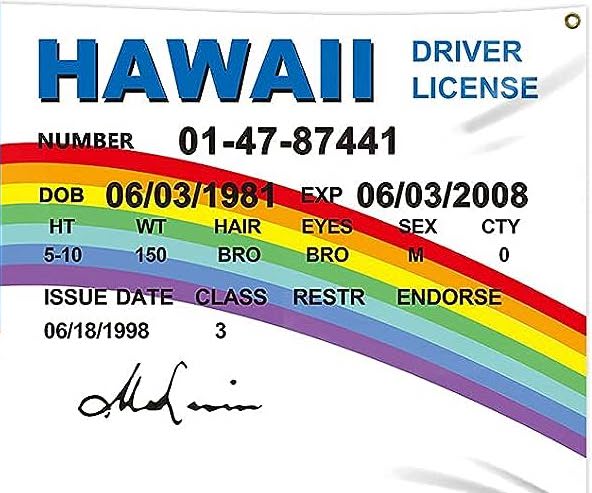 HAWAII DRIVER LICENSE
NUMBER 01-47-87441
DOB 06/03/1981 EXP 06/03/2008
HT WT HAIR EYES SEX CTY
5-10 150 BRO BRO M 0
ISSUE DATE CLASS RESTR ENDORSE
06/18/1998 3
McLovin